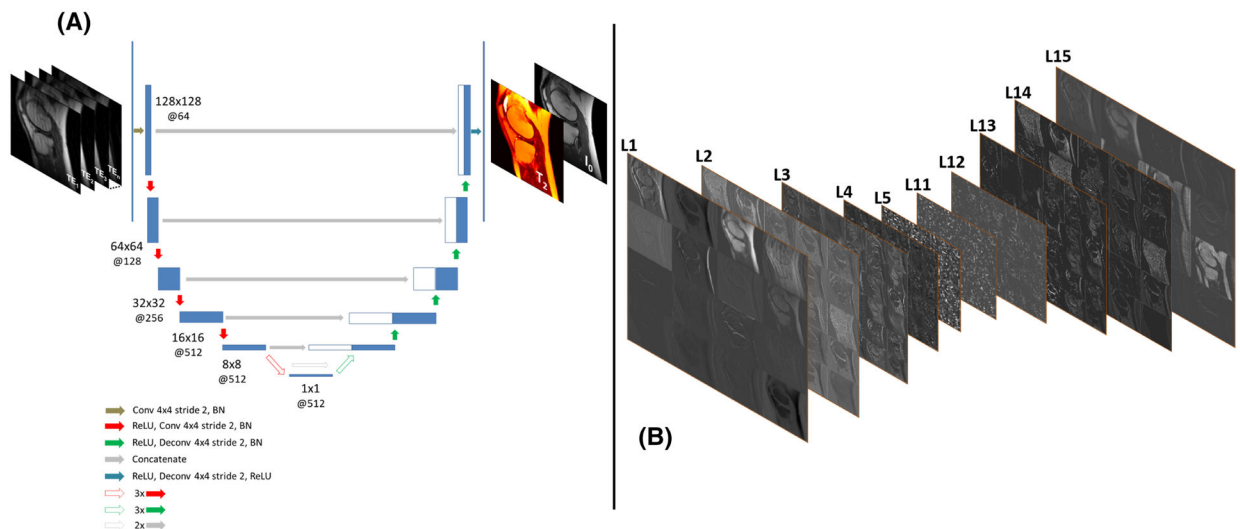 (A)
128x128
@64
TE1 TE2 TE3 TEn
T2
I0
64x64
@128
32x32
@256
16x16
@512
8x8
@512
1x1
@512
Conv 4x4 stride 2, BN
ReLU, Conv 4x4 stride 2, BN
ReLU, Deconv 4x4 stride 2, BN
Concatenate
ReLU, Deconv 4x4 stride 2, ReLU
3x
3x
2x
L1
L2
L3
L4
L5
L11
L12
L13
L14
L15
(B)